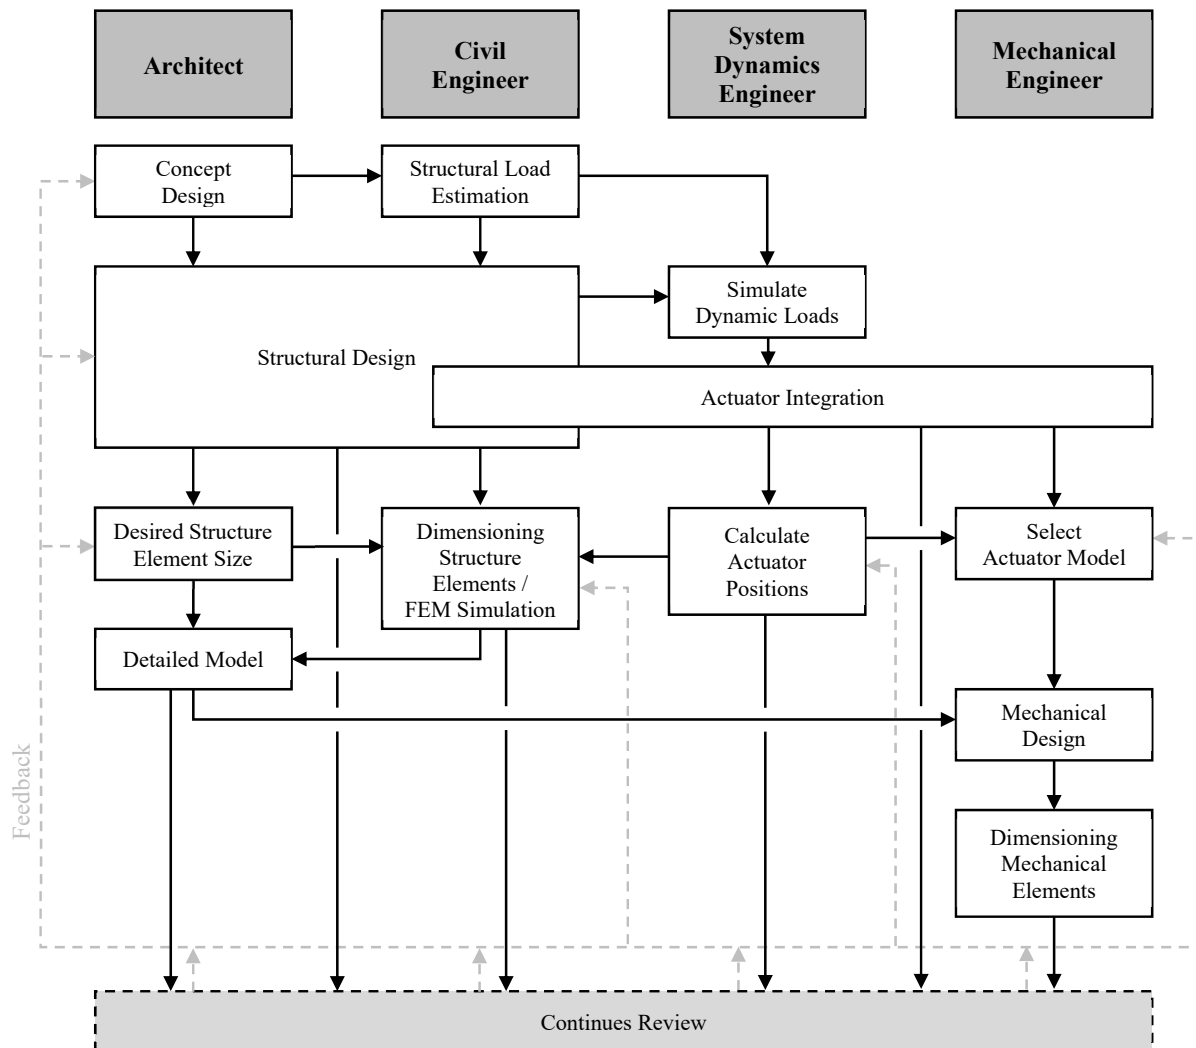 Architect
Civil
Engineer
System
Dynamics
Engineer
Mechanical
Engineer
Concept
Design
Structural Load
Estimation
Simulate
Dynamic Loads
Structural Design
Actuator Integration
Desired Structure
Element Size
Dimensioning
Structure
Elements /
FEM Simulation
Calculate
Actuator
Positions
Select
Actuator Model
Detailed Model
Mechanical
Design
Feedback
Dimensioning
Mechanical
Elements
Continues Review